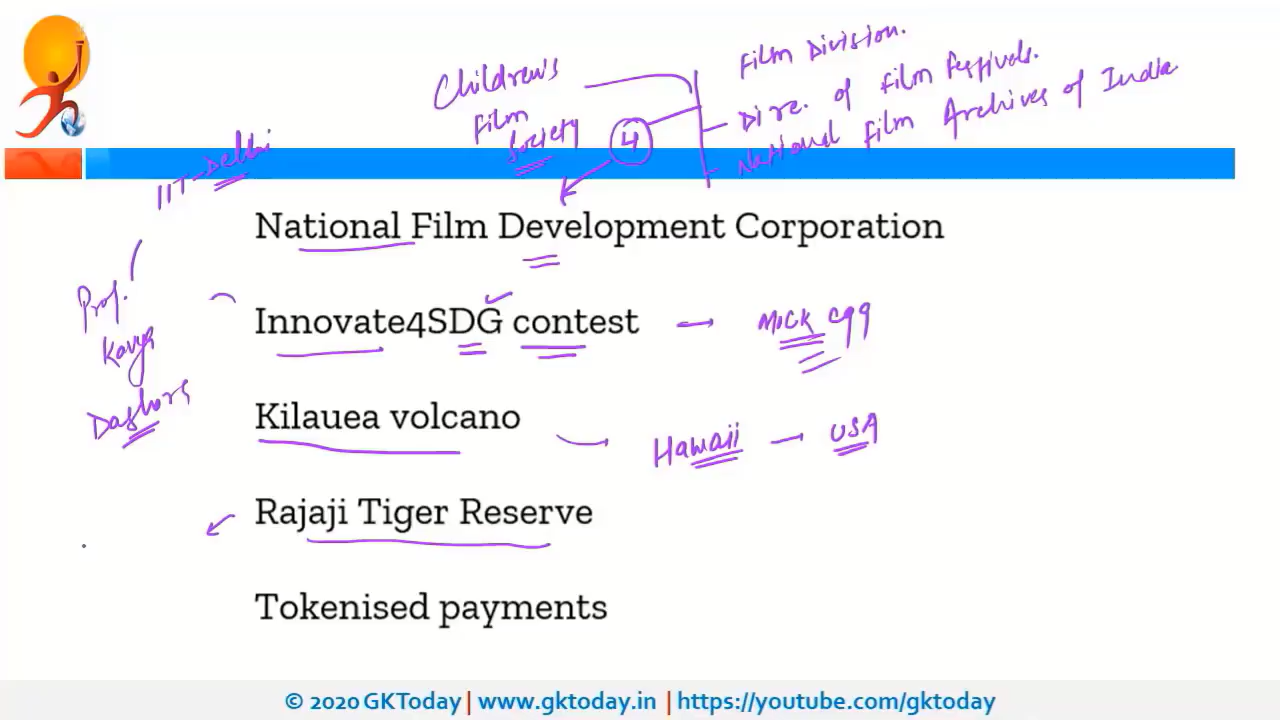 Film Division.
Children's
Film
Society
4
Dire. of Film Festivals.
National Film Archives of India
IIT-Delhi
National Film Development Corporation
Prof.
Kavya
Dashora
Innovate4SDG contest → Mock egg
Kilauea volcano
Hawaii → USA
Rajaji Tiger Reserve
Tokenised payments
© 2020 GKToday | www.gktoday.in | https://youtube.com/gktoday